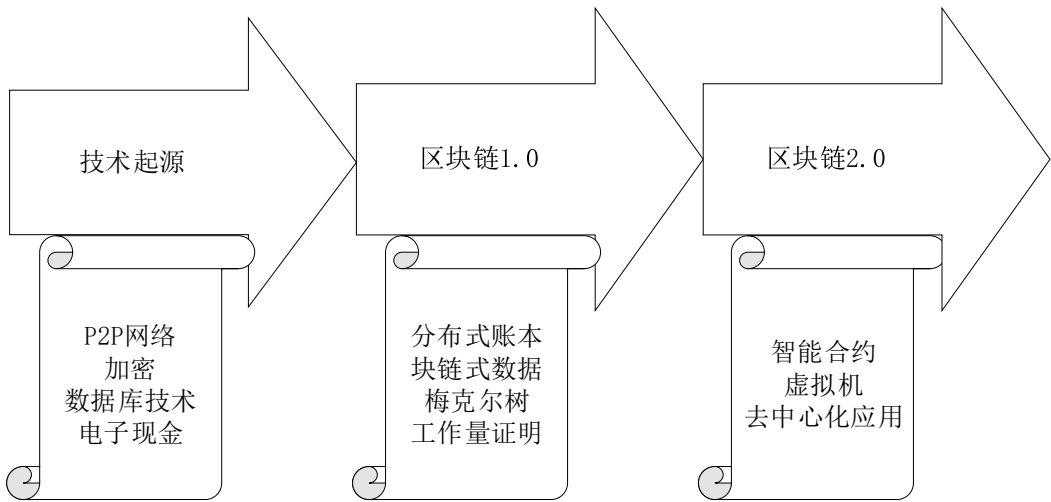 技术起源
区块链1.0
区块链2.0
P2P网络
加密
数据库技术
电子现金
分布式账本
块链式数据
梅克尔树
工作量证明
智能合约
虚拟机
去中心化应用